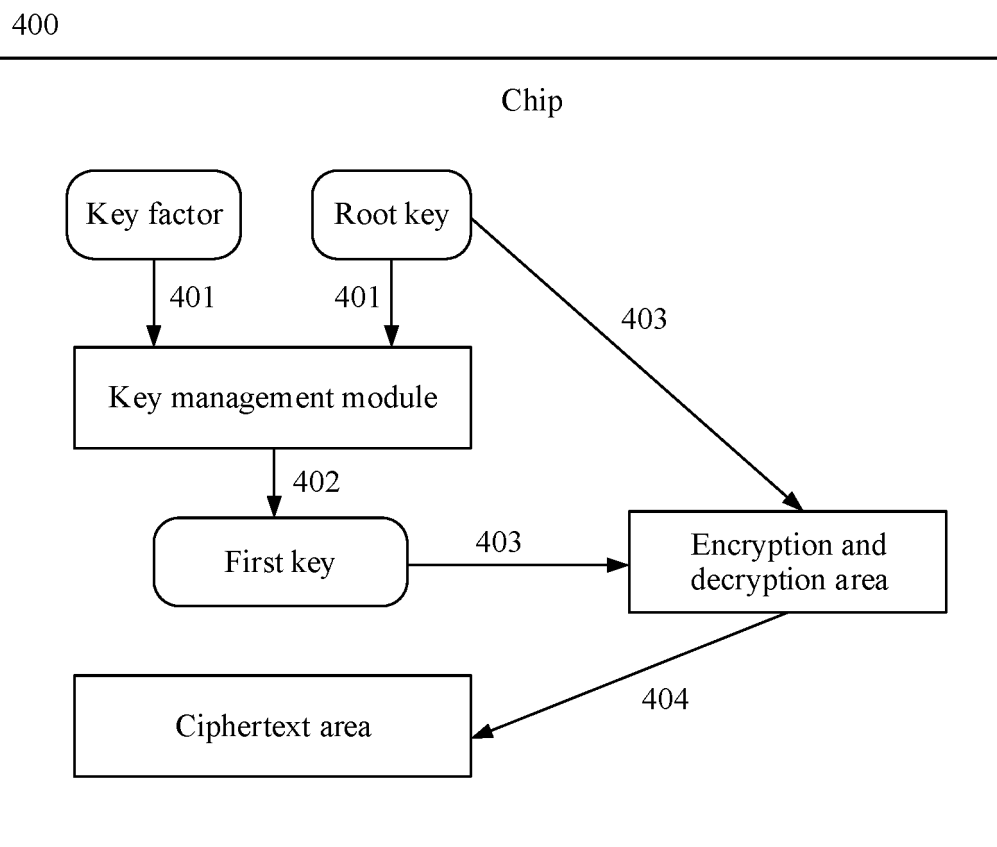 400
Chip
Key factor
Root key
401
401
403
Key management module
402
First key
403
Encryption and
decryption area
404
Ciphertext area